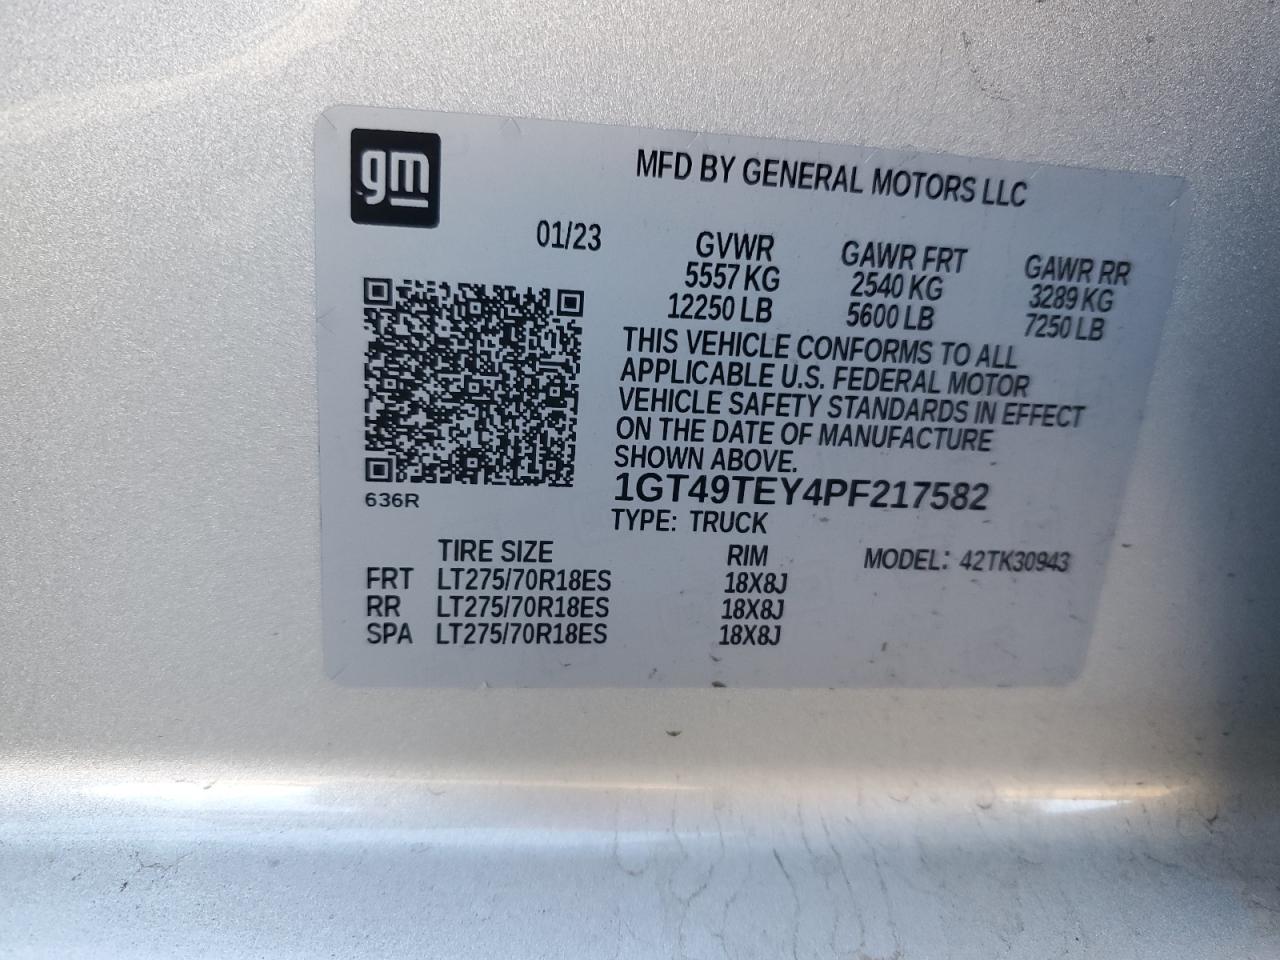 gm
MFD BY GENERAL MOTORS LLC
01/23
GVWR GAWR FRT GAWR RR
5557 KG 2540 KG 3289 KG
12250 LB 5600 LB 7250 LB
THIS VEHICLE CONFORMS TO ALL
APPLICABLE U.S. FEDERAL MOTOR
VEHICLE SAFETY STANDARDS IN EFFECT
ON THE DATE OF MANUFACTURE
SHOWN ABOVE.
1GT49TEY4PF217582
636R
TYPE: TRUCK
TIRE SIZE RIM MODEL: 42TK30943
FRT LT275/70R18ES 18X8J
RR LT275/70R18ES 18X8J
SPA LT275/70R18ES 18X8J